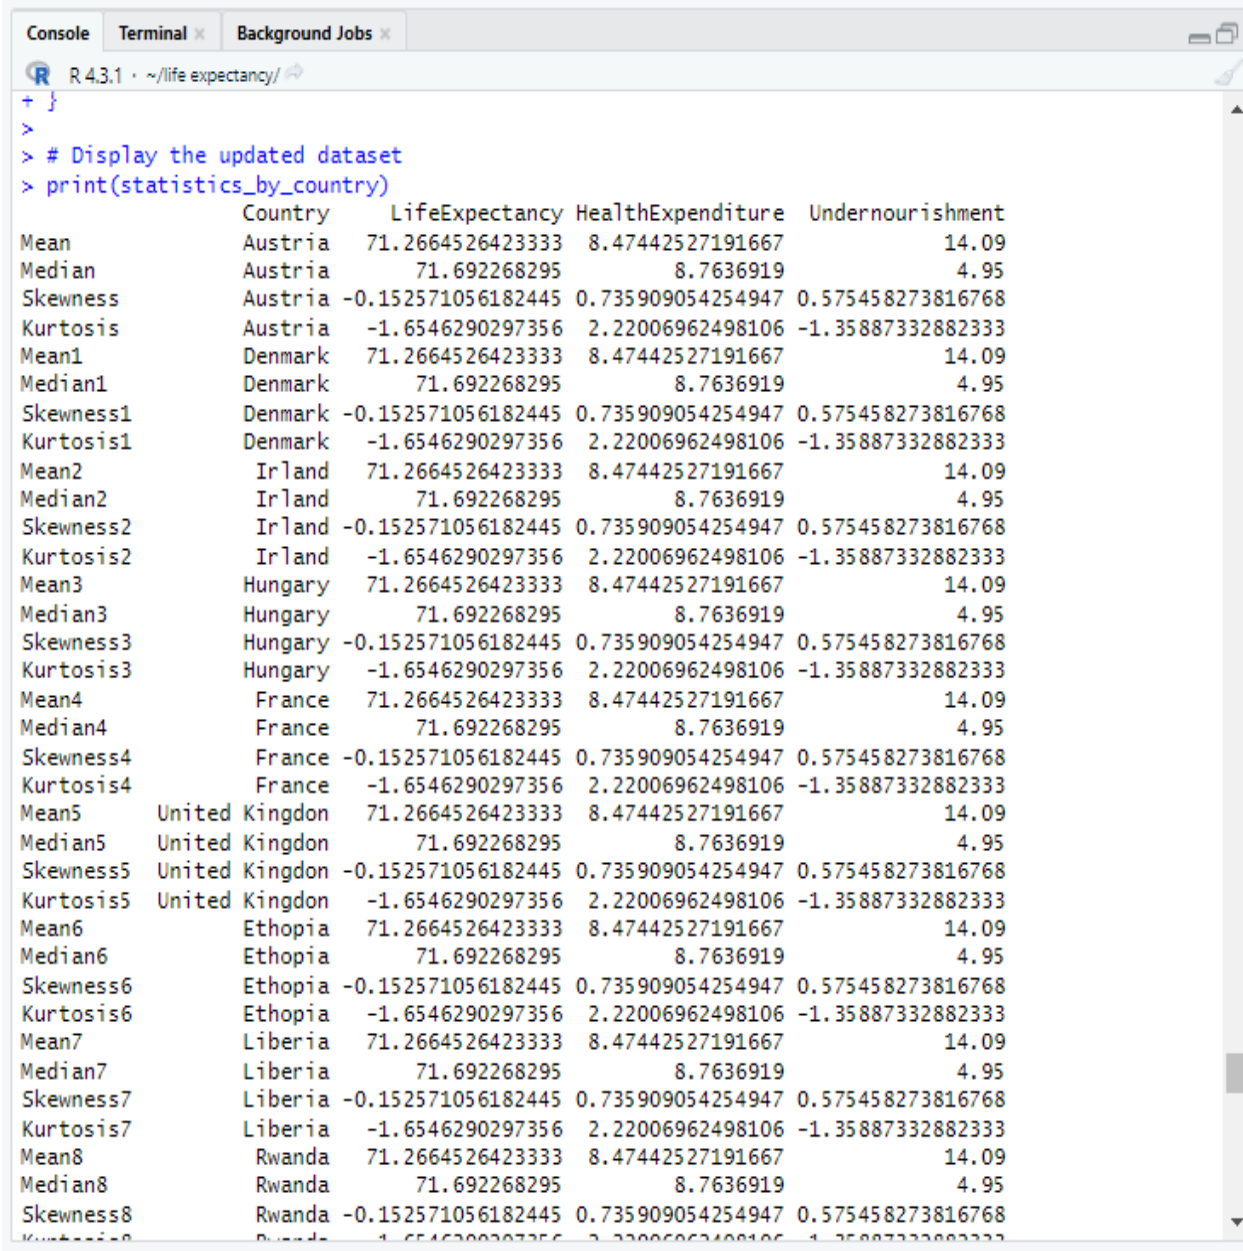 Console Terminal Background Jobs
R 4.3.1 · ~/life expectancy/
+ }
>
> # Display the updated dataset
> print(statistics_by_country)
Country LifeExpectancy HealthExpenditure Undernourishment
Mean Austria 71.2664526423333 8.47442527191667 14.09
Median Austria 71.692268295 8.7636919 4.95
Skewness Austria -0.152571056182445 0.735909054254947 0.575458273816768
Kurtosis Austria -1.6546290297356 2.22006962498106 -1.35887332882333
Mean1 Denmark 71.2664526423333 8.47442527191667 14.09
Median1 Denmark 71.692268295 8.7636919 4.95
Skewness1 Denmark -0.152571056182445 0.735909054254947 0.575458273816768
Kurtosis1 Denmark -1.6546290297356 2.22006962498106 -1.35887332882333
Mean2 Irland 71.2664526423333 8.47442527191667 14.09
Median2 Irland 71.692268295 8.7636919 4.95
Skewness2 Irland -0.152571056182445 0.735909054254947 0.575458273816768
Kurtosis2 Irland -1.6546290297356 2.22006962498106 -1.35887332882333
Mean3 Hungary 71.2664526423333 8.47442527191667 14.09
Median3 Hungary 71.692268295 8.7636919 4.95
Skewness3 Hungary -0.152571056182445 0.735909054254947 0.575458273816768
Kurtosis3 Hungary -1.6546290297356 2.22006962498106 -1.35887332882333
Mean4 France 71.2664526423333 8.47442527191667 14.09
Median4 France 71.692268295 8.7636919 4.95
Skewness4 France -0.152571056182445 0.735909054254947 0.575458273816768
Kurtosis4 France -1.6546290297356 2.22006962498106 -1.35887332882333
Mean5 United Kingdon 71.2664526423333 8.47442527191667 14.09
Median5 United Kingdon 71.692268295 8.7636919 4.95
Skewness5 United Kingdon -0.152571056182445 0.735909054254947 0.575458273816768
Kurtosis5 United Kingdon -1.6546290297356 2.22006962498106 -1.35887332882333
Mean6 Ethopia 71.2664526423333 8.47442527191667 14.09
Median6 Ethopia 71.692268295 8.7636919 4.95
Skewness6 Ethopia -0.152571056182445 0.735909054254947 0.575458273816768
Kurtosis6 Ethopia -1.6546290297356 2.22006962498106 -1.35887332882333
Mean7 Liberia 71.2664526423333 8.47442527191667 14.09
Median7 Liberia 71.692268295 8.7636919 4.95
Skewness7 Liberia -0.152571056182445 0.735909054254947 0.575458273816768
Kurtosis7 Liberia -1.6546290297356 2.22006962498106 -1.35887332882333
Mean8 Rwanda 71.2664526423333 8.47442527191667 14.09
Median8 Rwanda 71.692268295 8.7636919 4.95
Skewness8 Rwanda -0.152571056182445 0.735909054254947 0.575458273816768